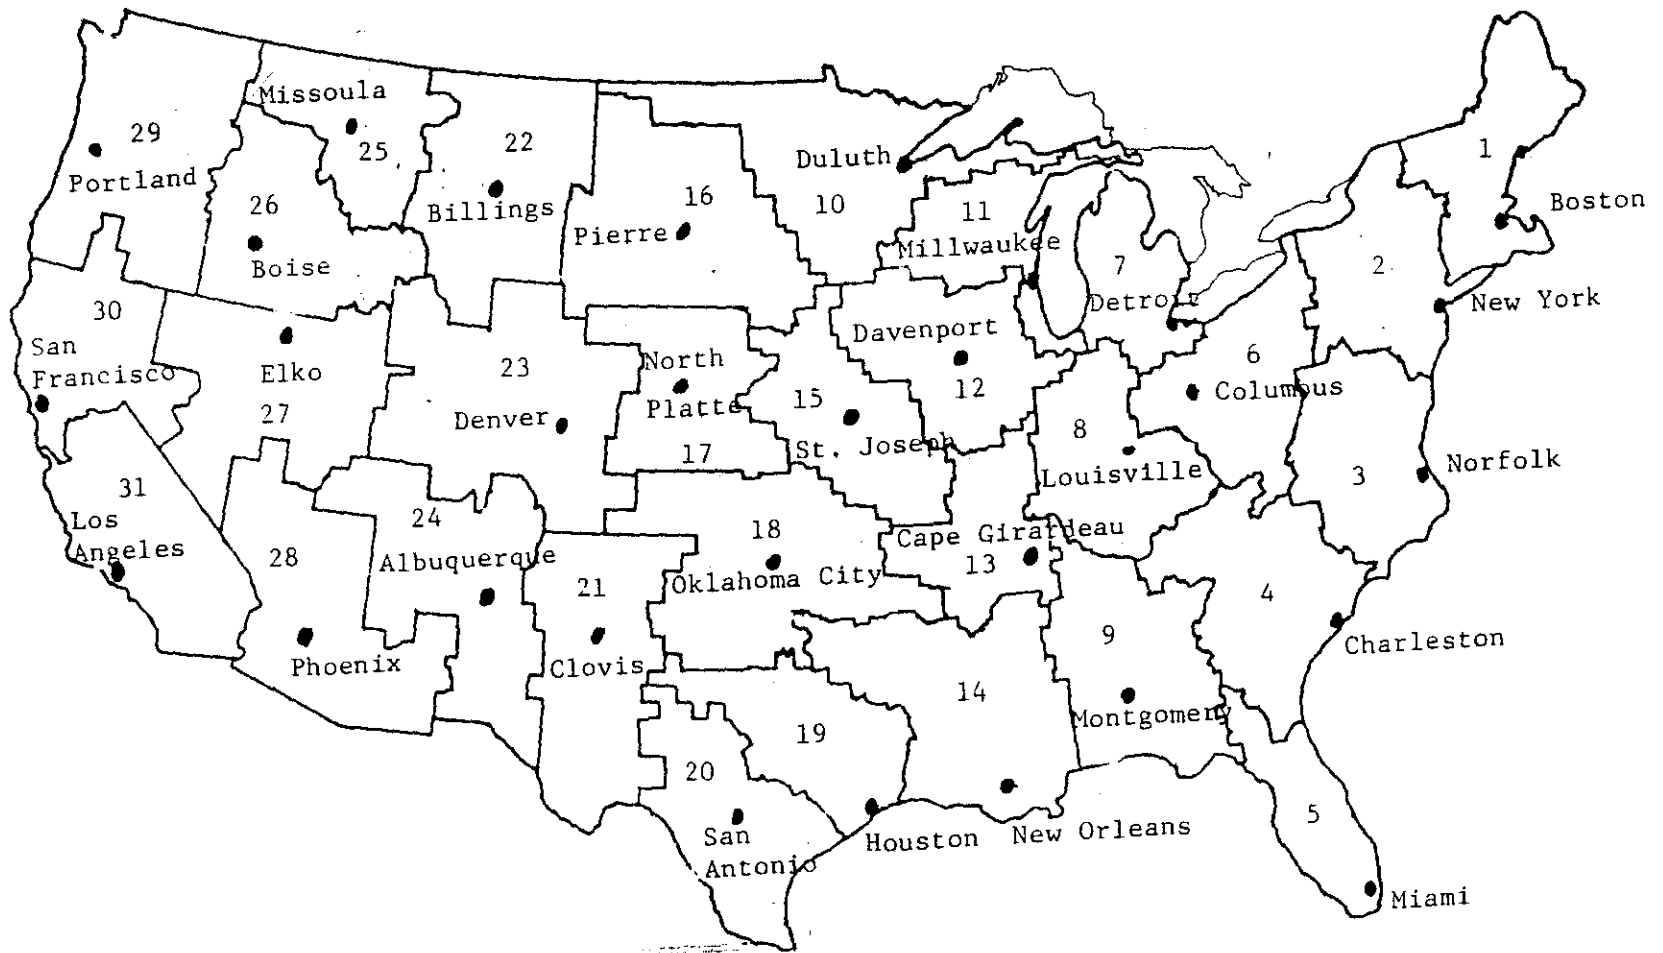 Missoula
29
22
1
25
Duluth
Portland
16
10
26
Billings
11
Boston
Pierre
Millwaukee
Boise
7
2
30
Detroit
New York
Davenport
San
Francisco
Elko
23
North
Platte
6
Columbus
12
15
27
Denver
8
St. Joseph
17
Louisville
3
Norfolk
31
24
Los
Angeles
18
Cape Girardeau
28
Albuquerque
13
21
Oklahoma City
4
9
Charleston
Phoenix
Clovis
14
Montgomery
19
20
5
San
Antonio
Houston
New Orleans
Miami